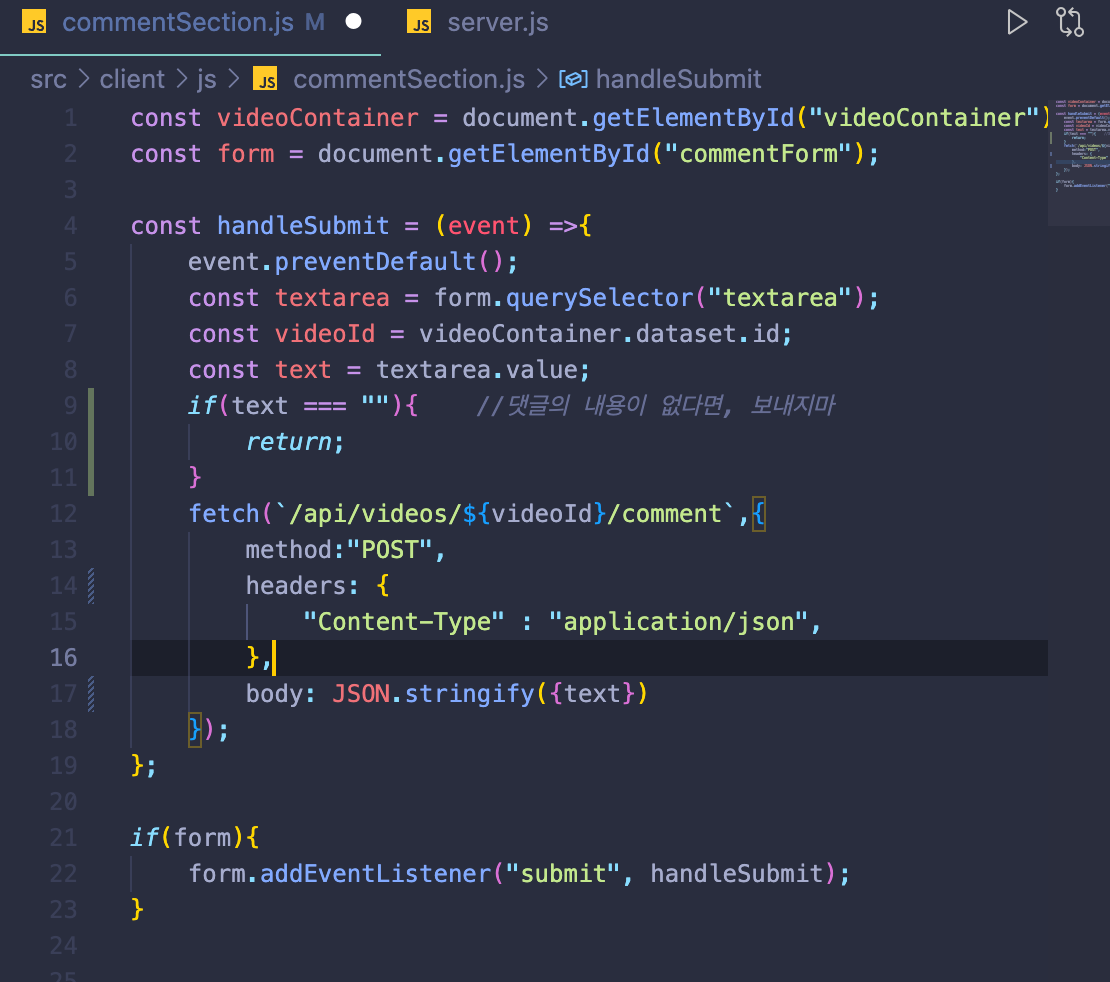 JS commentSection.js M JS server.js
src > client > js > JS commentSection.js > handleSubmit
1 const videoContainer = document.getElementById("videoContainer")
2 const form = document.getElementById("commentForm");
3
4 const handleSubmit = (event) =>{
5 event.preventDefault();
6 const textarea = form.querySelector("textarea");
7 const videoId = videoContainer.dataset.id;
8 const text = textarea.value;
9 if(text === ""){ //댓글의 내용이 없다면, 보내지마
10 return;
11 }
12 fetch(`/api/videos/${videoId}/comment`,{
13 method:"POST",
14 headers: {
15 "Content-Type" : "application/json",
16 },
17 body: JSON.stringify({text})
18 });
19 };
20
21 if(form){
22 form.addEventListener("submit", handleSubmit);
23 }
24
25